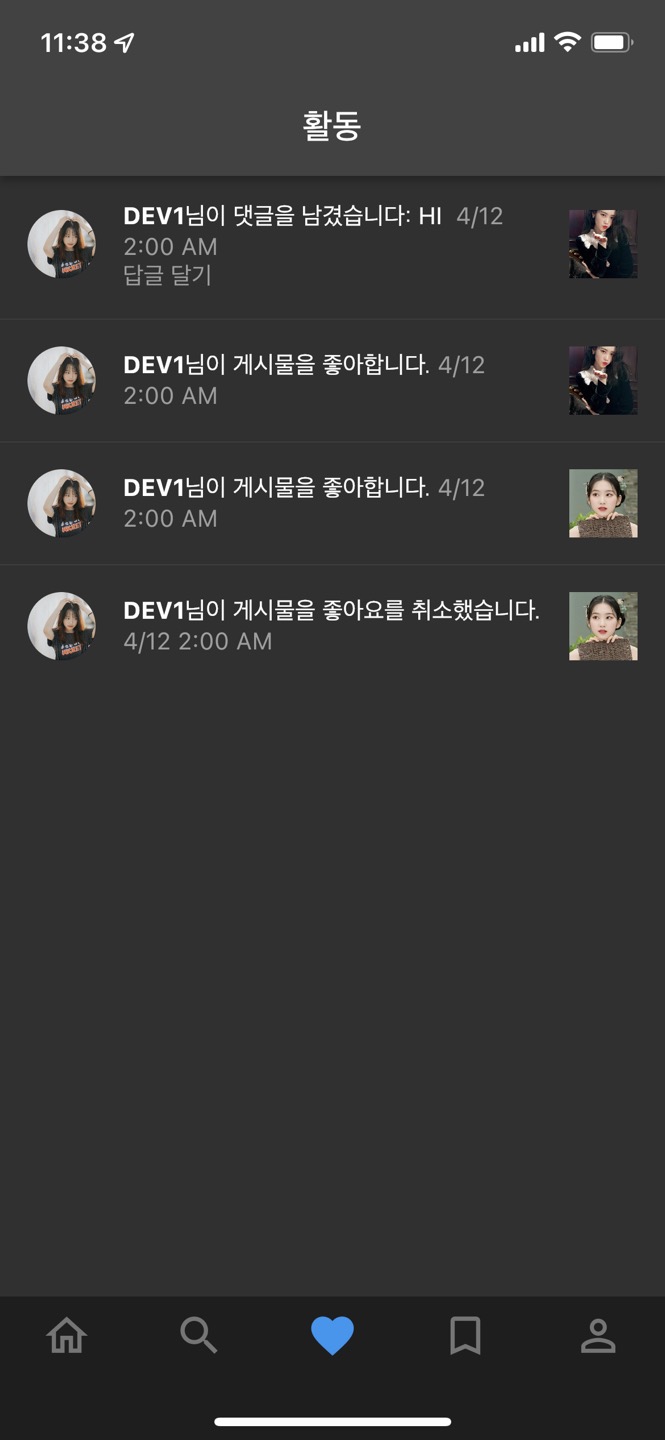 11:38
활동
DEV1님이 댓글을 남겼습니다: HI 4/12
2:00 AM
답글 달기
DEV1님이 게시물을 좋아합니다. 4/12
2:00 AM
DEV1님이 게시물을 좋아합니다. 4/12
2:00 AM
DEV1님이 게시물을 좋아요를 취소했습니다.
4/12 2:00 AM